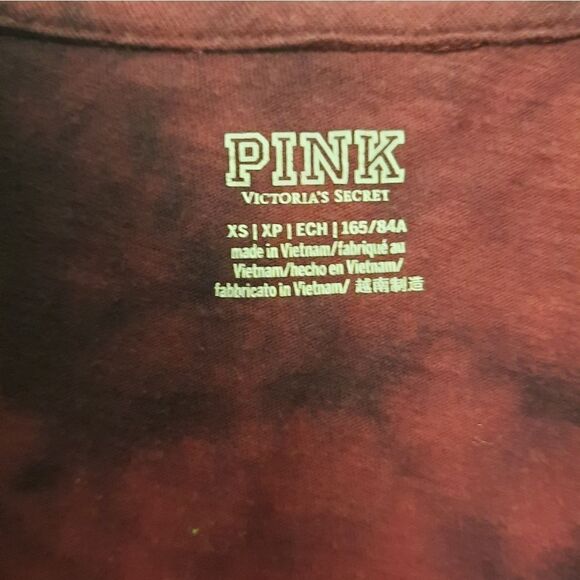 PINK
VICTORIA'S SECRET
XS | XP | ECH | 165/84A
made in Vietnam/fabriqué au
Vietnam/hecho en Vietnam/
fabbricato in Vietnam/ 越南制造